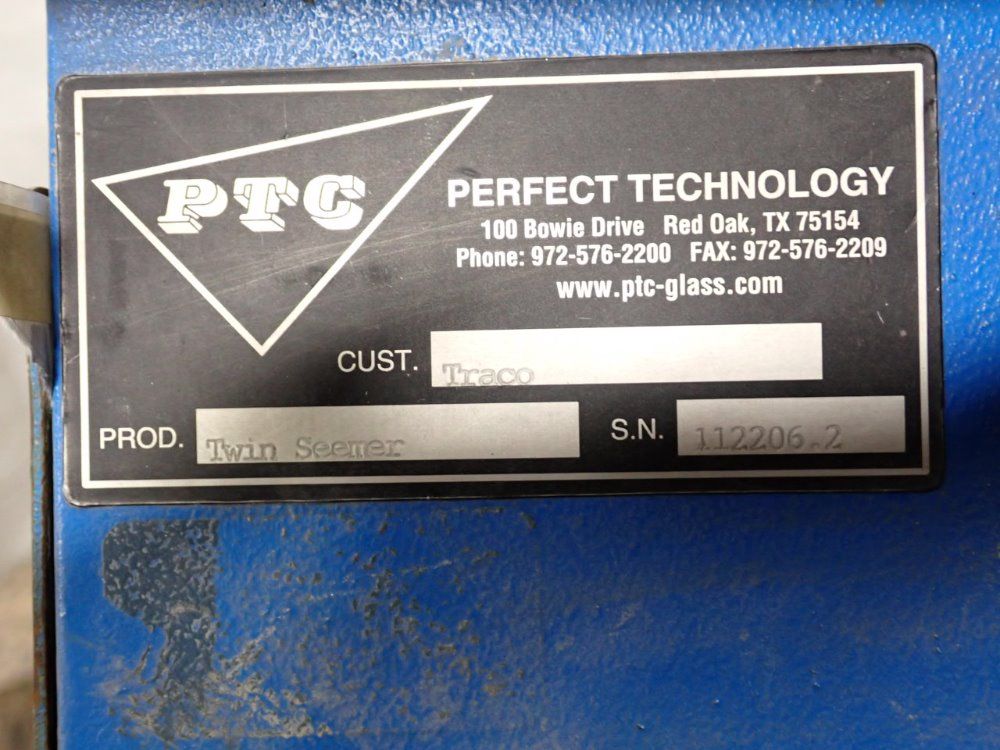 PTC
PERFECT TECHNOLOGY
100 Bowie Drive Red Oak, TX 75154
Phone: 972-576-2200 FAX: 972-576-2209
www.ptc-glass.com
CUST. Traco
PROD. Twin Seemer S.N. 112206.2